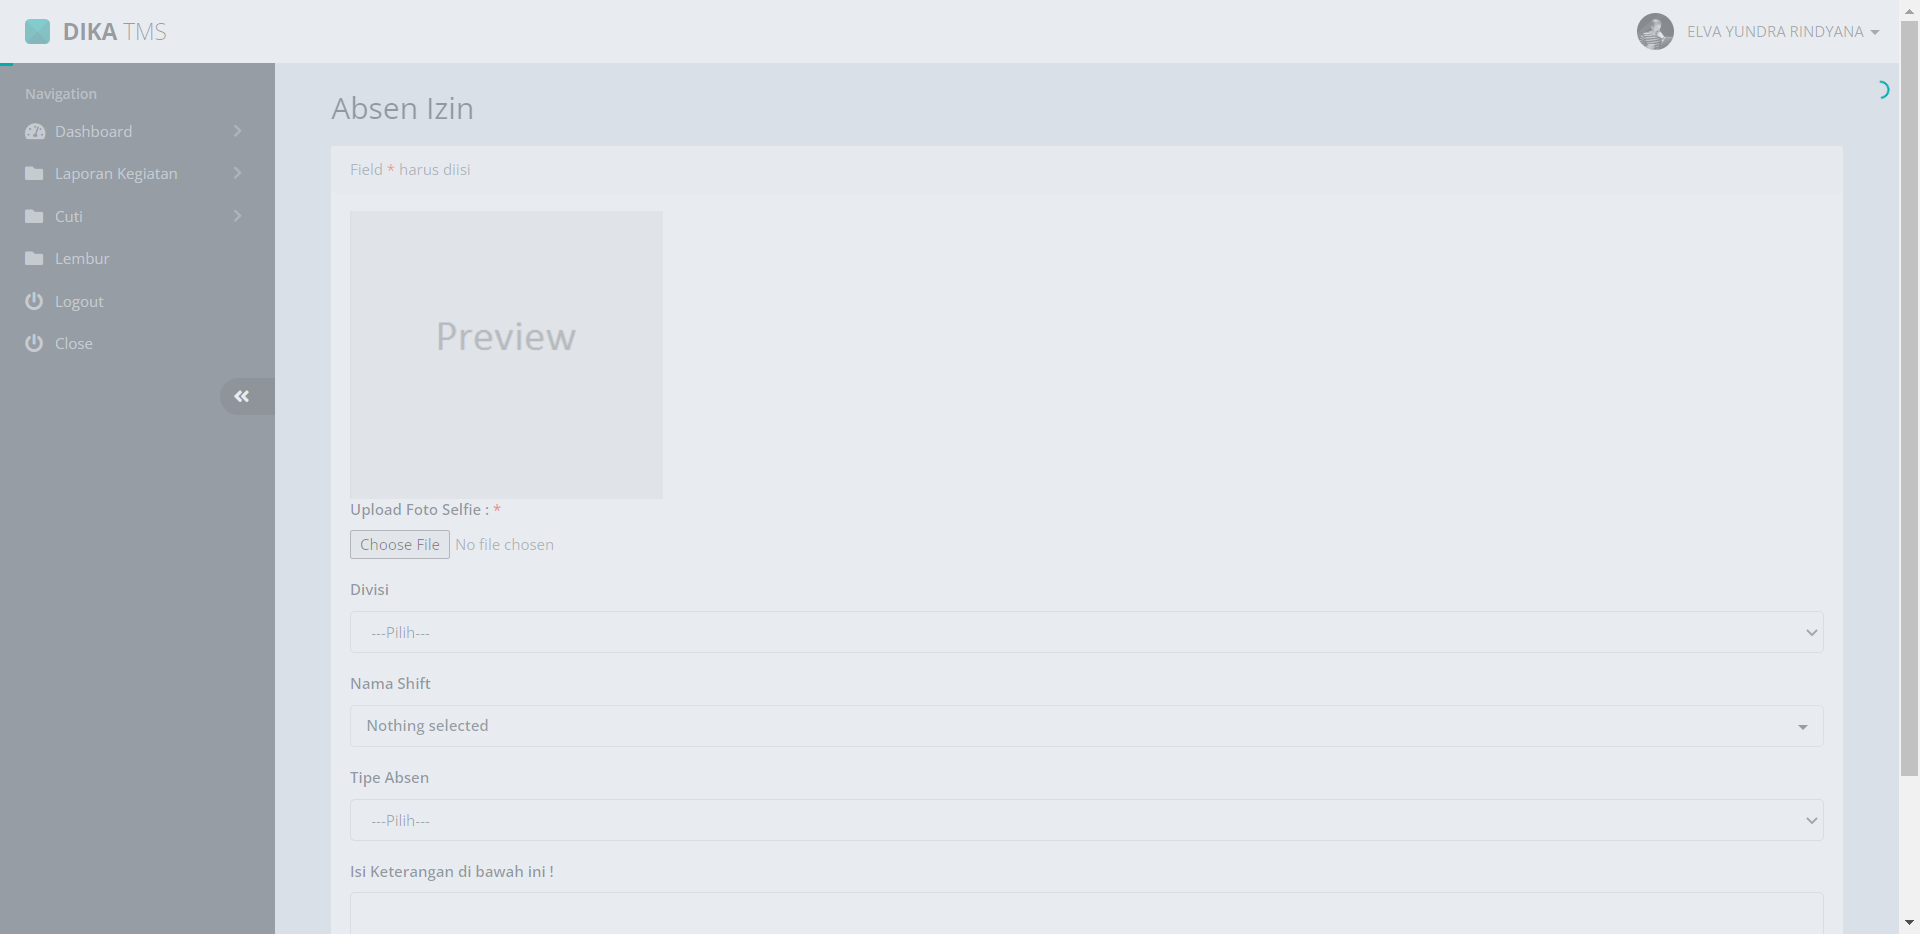 DIKA TMS
ELVA YUNDRA RINDYANA
Navigation
Dashboard
Laporan Kegiatan
Cuti
Lembur
Logout
Close
Absen Izin
Field * harus diisi
Preview
Upload Foto Selfie : *
Choose File No file chosen
Divisi
---Pilih---
Nama Shift
Nothing selected
Tipe Absen
---Pilih---
Isi Keterangan di bawah ini !